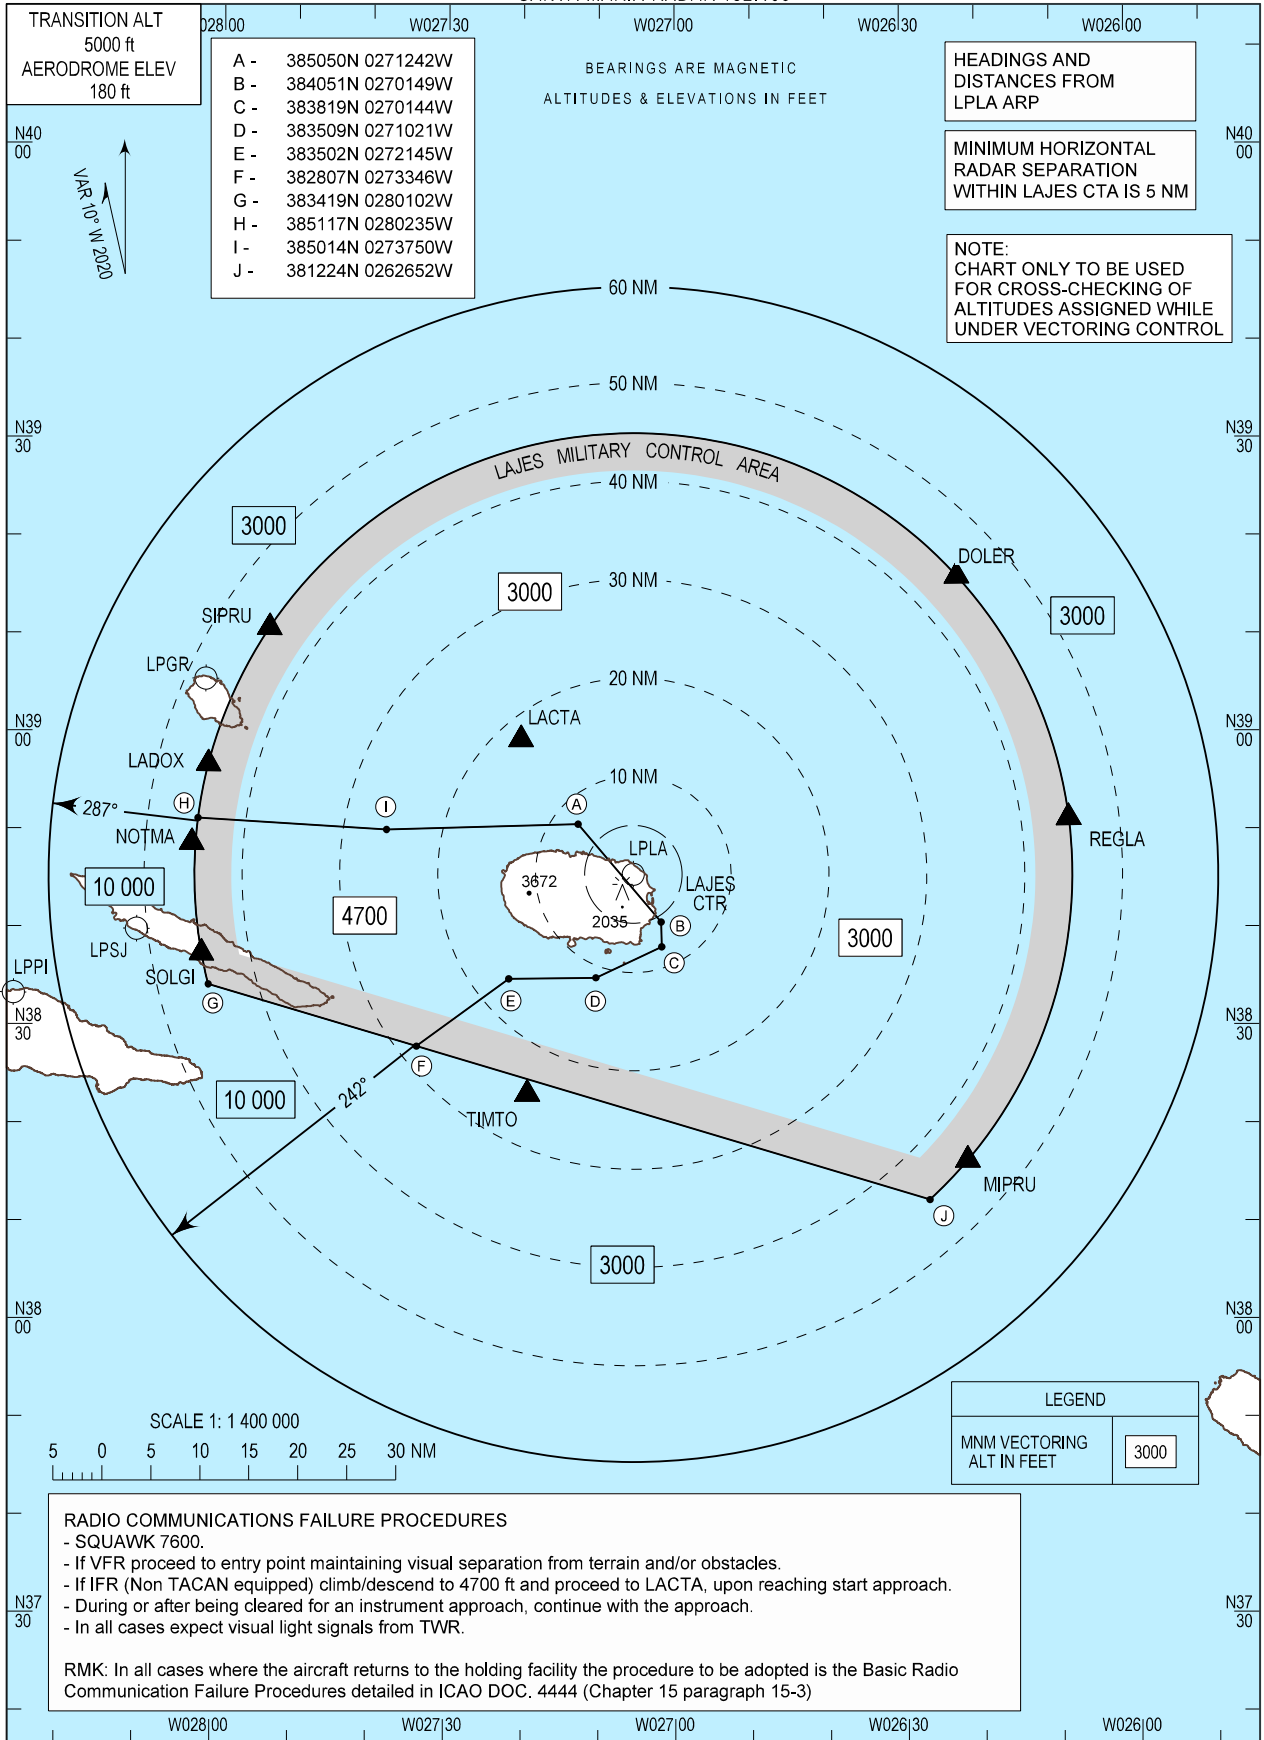 TRANSITION ALT
5000 ft
AERODROME ELEV
180 ft
028 00
W027 30
W027 00
W026 30
W026 00
A - 385050N 0271242W
B - 384051N 0270149W
C - 383819N 0270144W
D - 383509N 0271021W
E - 383502N 0272145W
F - 382807N 0273346W
G - 383419N 0280102W
H - 385117N 0280235W
I - 385014N 0273750W
J - 381224N 0262652W
BEARINGS ARE MAGNETIC
ALTITUDES & ELEVATIONS IN FEET
HEADINGS AND
DISTANCES FROM
LPLA ARP
MINIMUM HORIZONTAL
RADAR SEPARATION
WITHIN LAJES CTA IS 5 NM
NOTE:
CHART ONLY TO BE USED
FOR CROSS-CHECKING OF
ALTITUDES ASSIGNED WHILE
UNDER VECTORING CONTROL
N40
00
N40
00
VAR 10° W 2020
60 NM
50 NM
N39
30
N39
30
LAJES MILITARY CONTROL AREA
40 NM
3000
DOLER
30 NM
3000
3000
SIPRU
LPGR
20 NM
LACTA
N39
00
N39
00
LADOX
10 NM
H
I
A
287°
NOTMA
REGLA
LPLA
10 000
3672
LAJES
CTR
4700
2035
B
3000
LPSJ
C
LPPI
SOLGI
G
E
D
N38
30
N38
30
F
10 000
242°
TIMTO
MIPRU
J
3000
N38
00
N38
00
SCALE 1: 1 400 000
5 0 5 10 15 20 25 30 NM
LEGEND
MNM VECTORING
ALT IN FEET
3000
RADIO COMMUNICATIONS FAILURE PROCEDURES
- SQUAWK 7600.
- If VFR proceed to entry point maintaining visual separation from terrain and/or obstacles.
- If IFR (Non TACAN equipped) climb/descend to 4700 ft and proceed to LACTA, upon reaching start approach.
- During or after being cleared for an instrument approach, continue with the approach.
- In all cases expect visual light signals from TWR.
RMK: In all cases where the aircraft returns to the holding facility the procedure to be adopted is the Basic Radio
Communication Failure Procedures detailed in ICAO DOC. 4444 (Chapter 15 paragraph 15-3)
N37
30
N37
30
W028 00
W027 30
W027 00
W026 30
W026 00